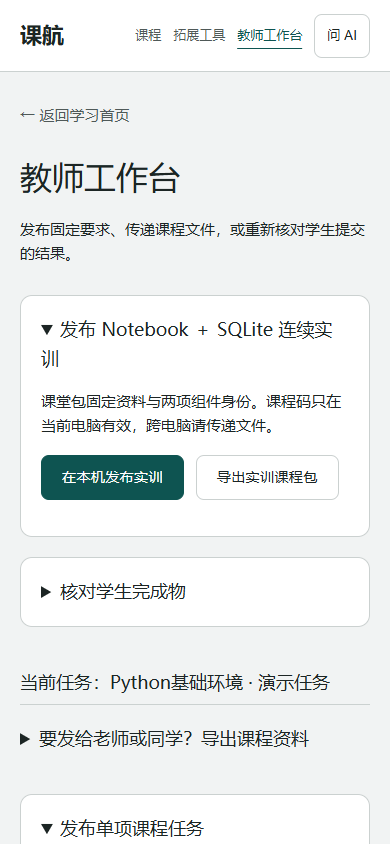 课航
课程 拓展工具 教师工作台 问 AI
← 返回学习首页
教师工作台
发布固定要求、传递课程文件，或重新核对学生提交
的结果。
▼ 发布 Notebook + SQLite 连续实
训
课堂包固定资料与两项组件身份。课程码只在
当前电脑有效，跨电脑请传递文件。
在本机发布实训 导出实训课程包
▶ 核对学生完成物
当前任务：Python基础环境 · 演示任务
▶ 要发给老师或同学？导出课程资料
▼ 发布单项课程任务